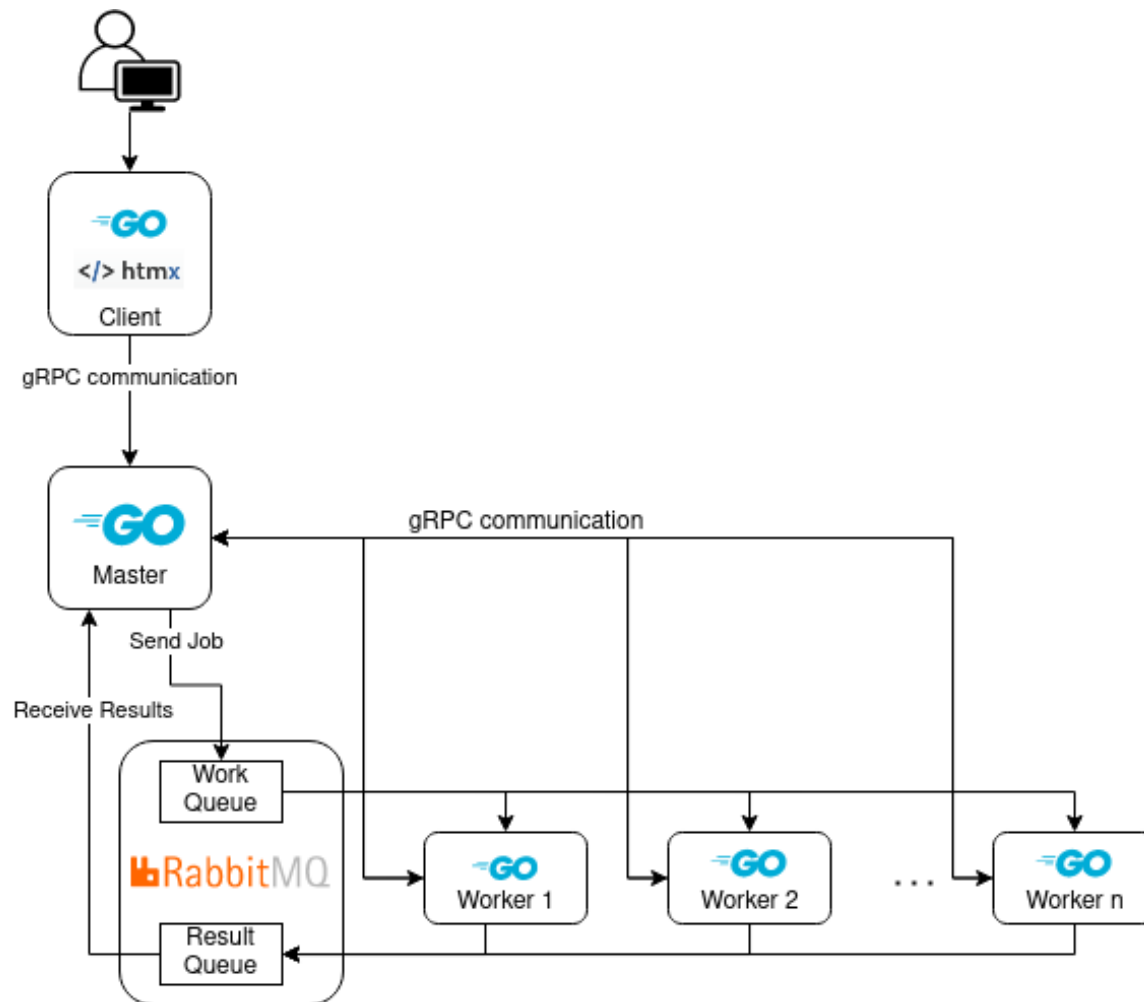 GO
</> htmx
Client
gRPC communication
GO
Master
gRPC communication
Send Job
Receive Results
Work
Queue
RabbitMQ
Result
Queue
GO
Worker 1
GO
Worker 2
...
GO
Worker n